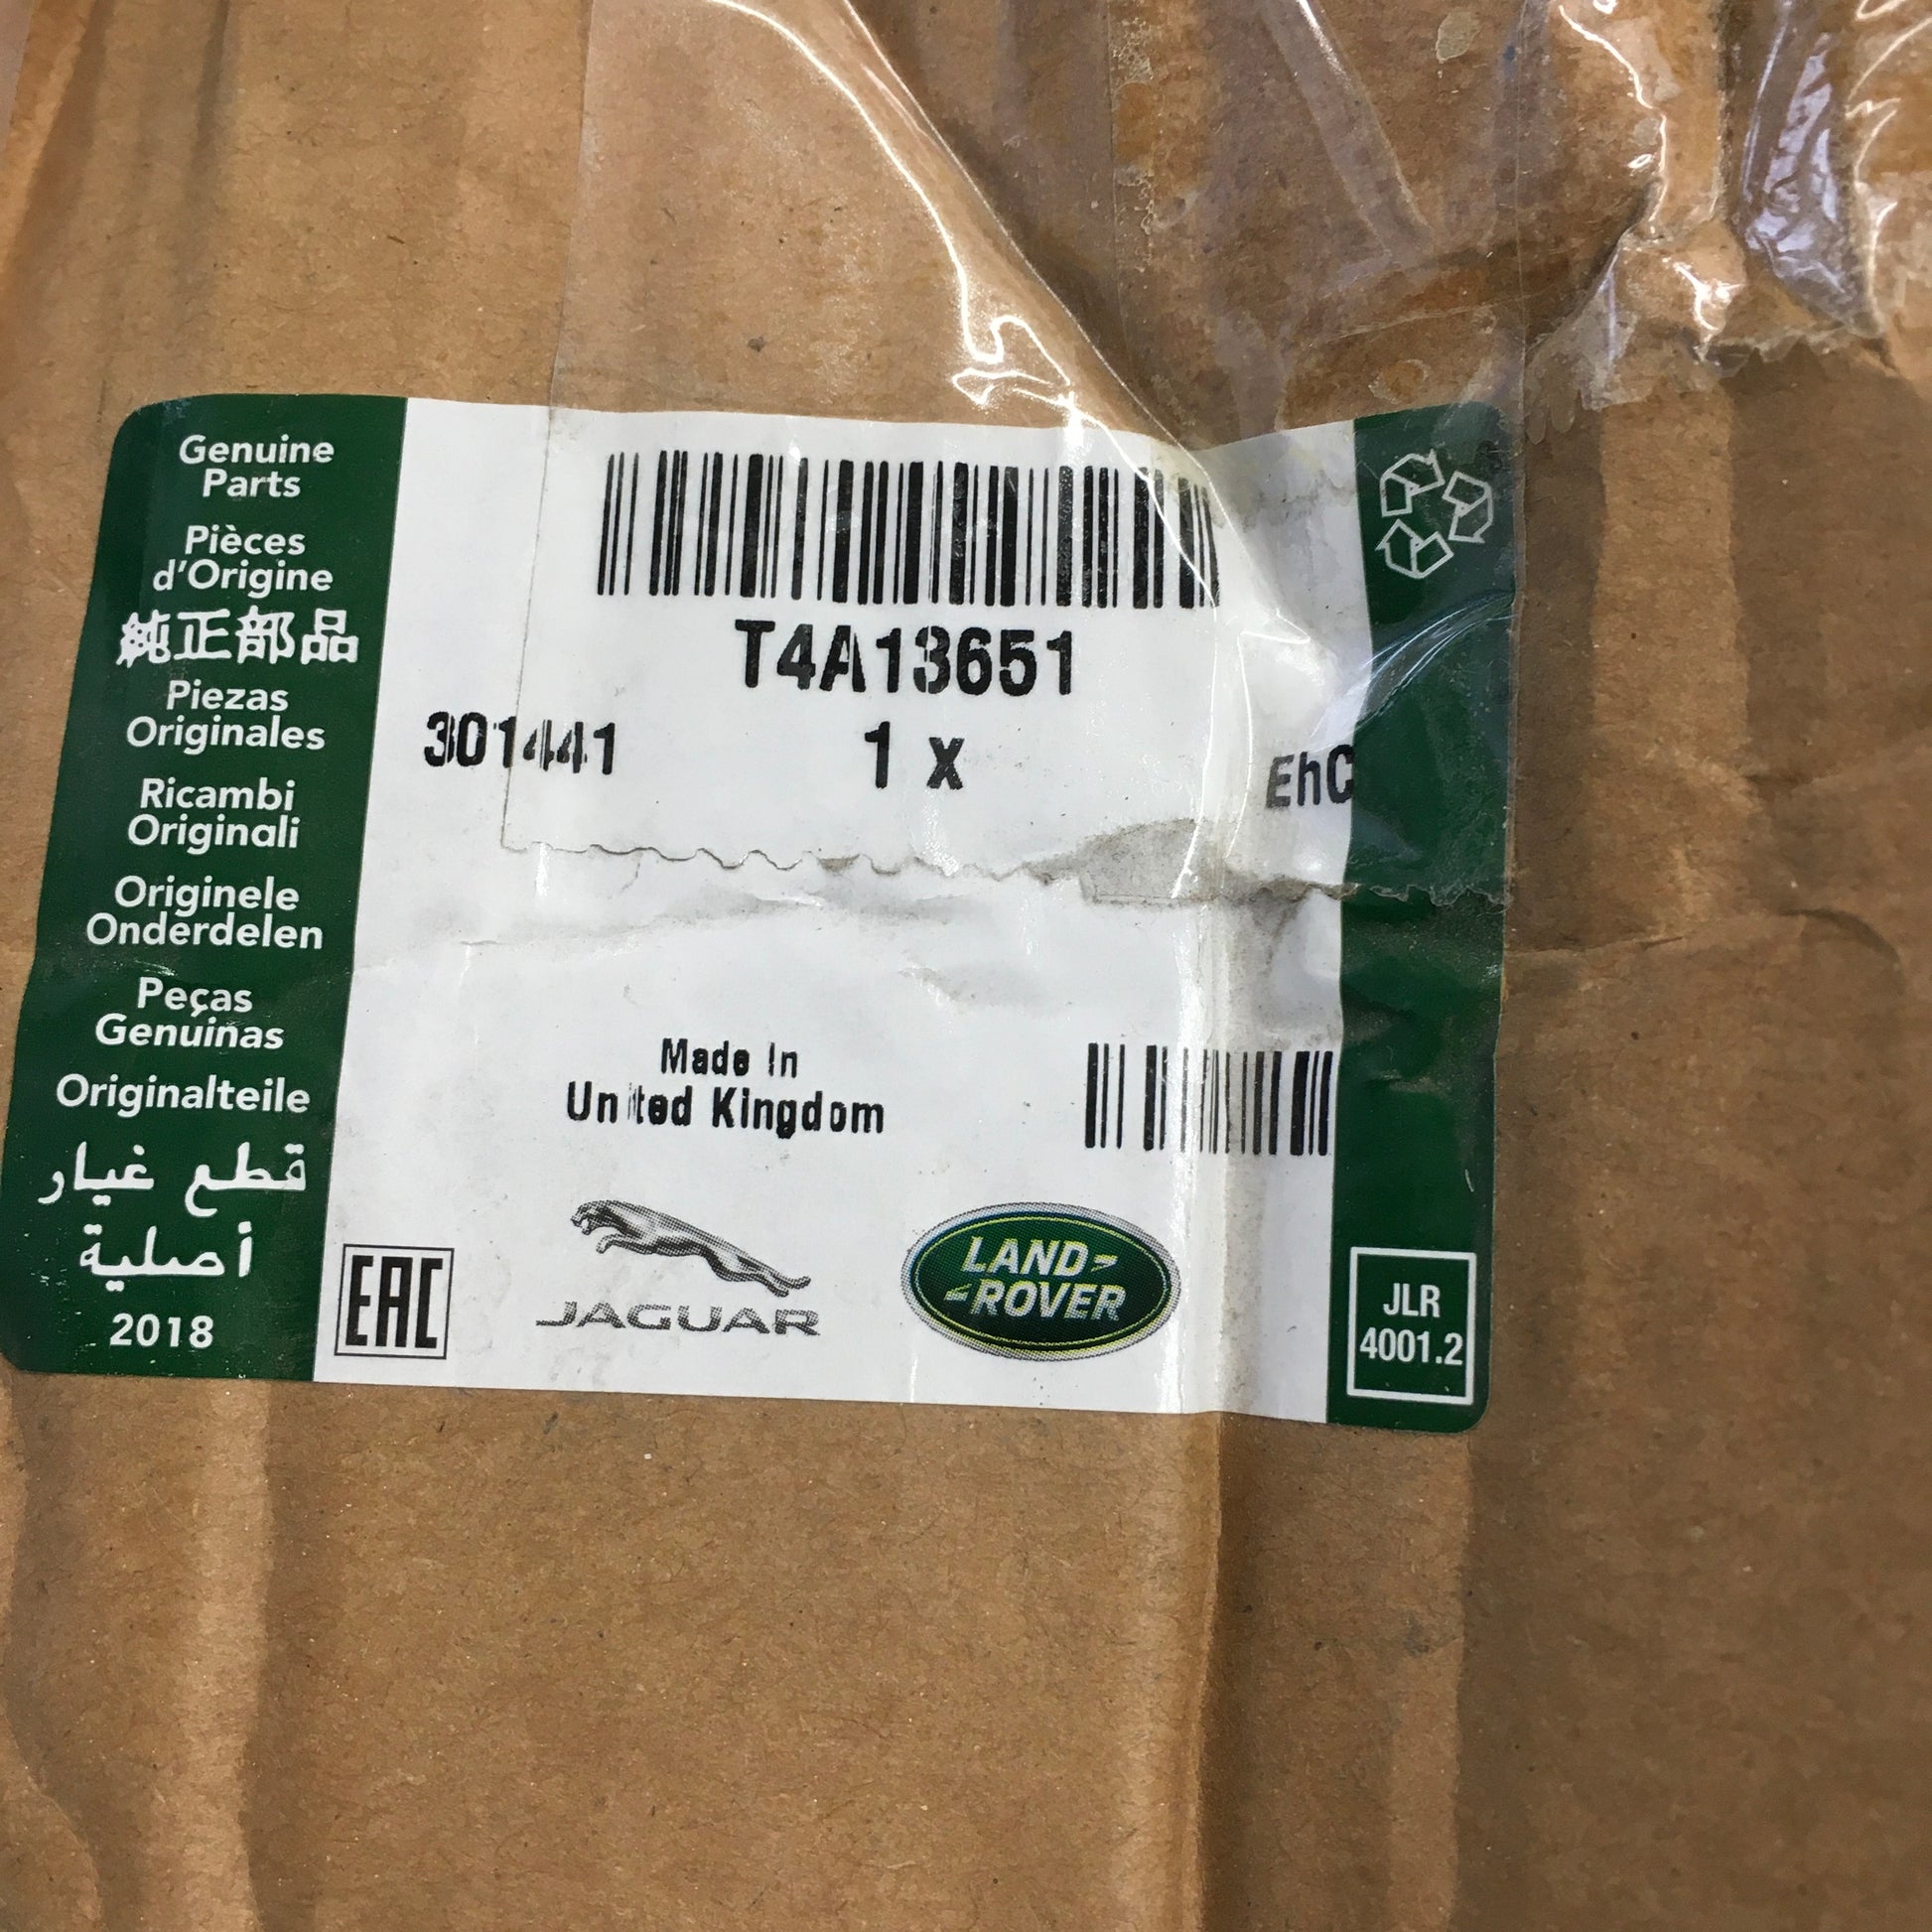 Genuine
Parts
Pièces
d'Origine
純正部品
Piezas
Originales
Ricambi
Originali
Originele
Onderdelen
Peças
Genuínas
Originalteile
قطع غيار
أصلية
2018
T4A13651
301441 1 x EhC
Made In
United Kingdom
EAC
JAGUAR
LAND-
-ROVER
JLR
4001.2